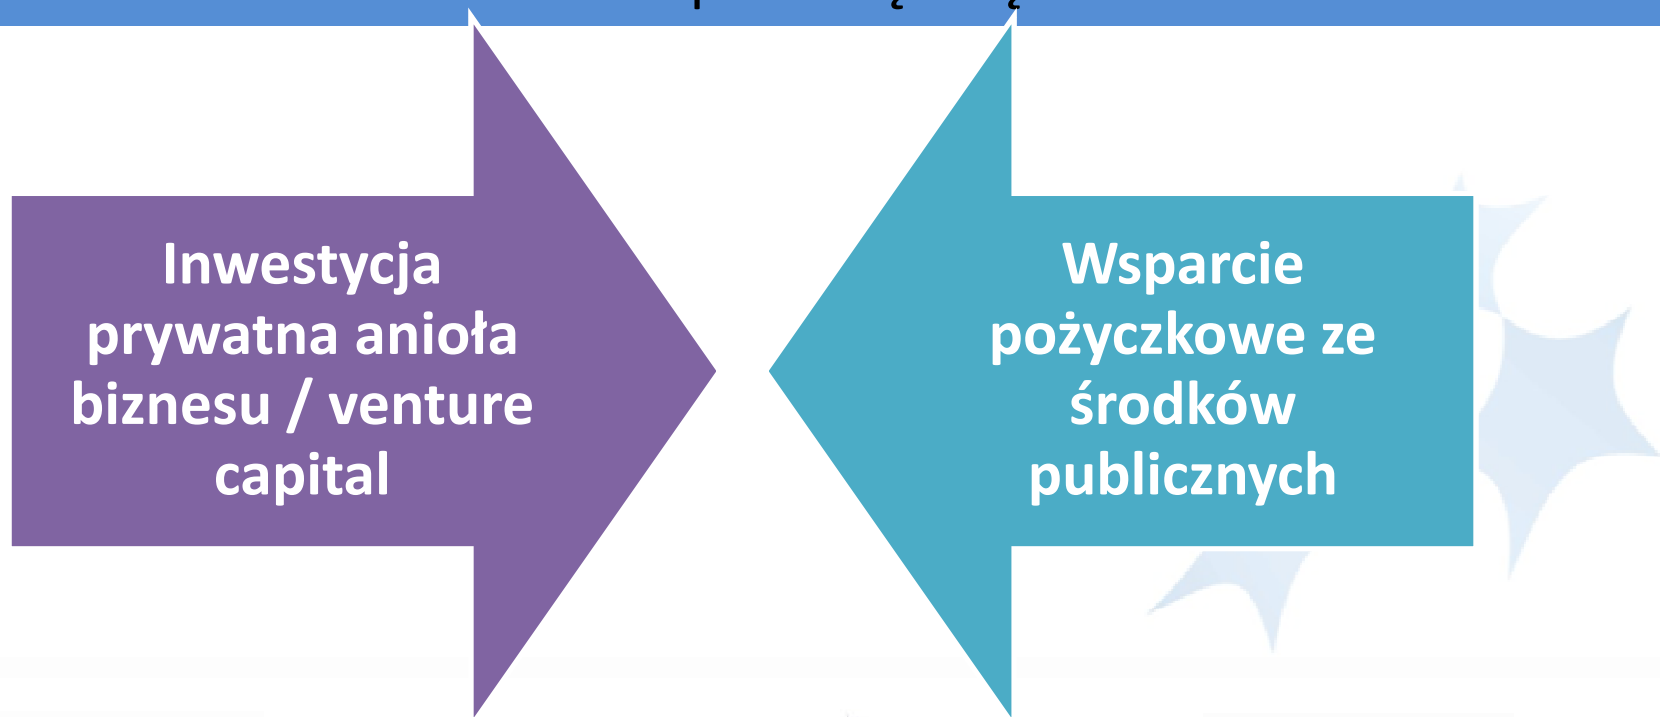 Inwestycja
prywatna anioła
biznesu / venture
capital
Wsparcie
pożyczkowe ze
środków
publicznych